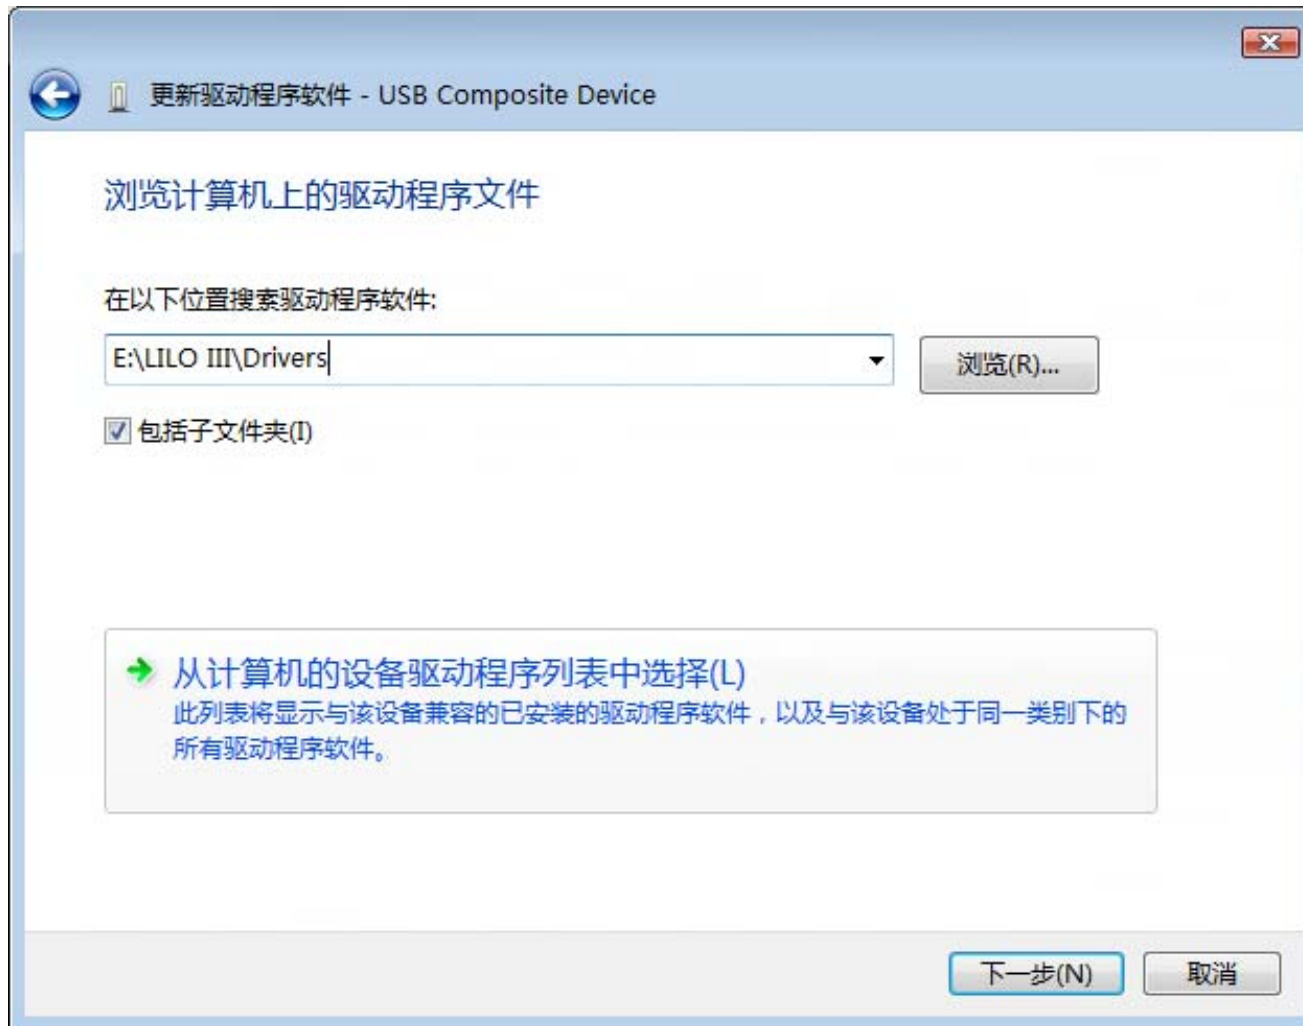 更新驱动程序软件 - USB Composite Device
浏览计算机上的驱动程序文件
在以下位置搜索驱动程序软件:
E:\LILO III\Drivers
浏览(R)...
包括子文件夹(I)
从计算机的设备驱动程序列表中选择(L)
此列表将显示与该设备兼容的已安装的驱动程序软件，以及与该设备处于同一类别下的
所有驱动程序软件。
下一步(N)
取消